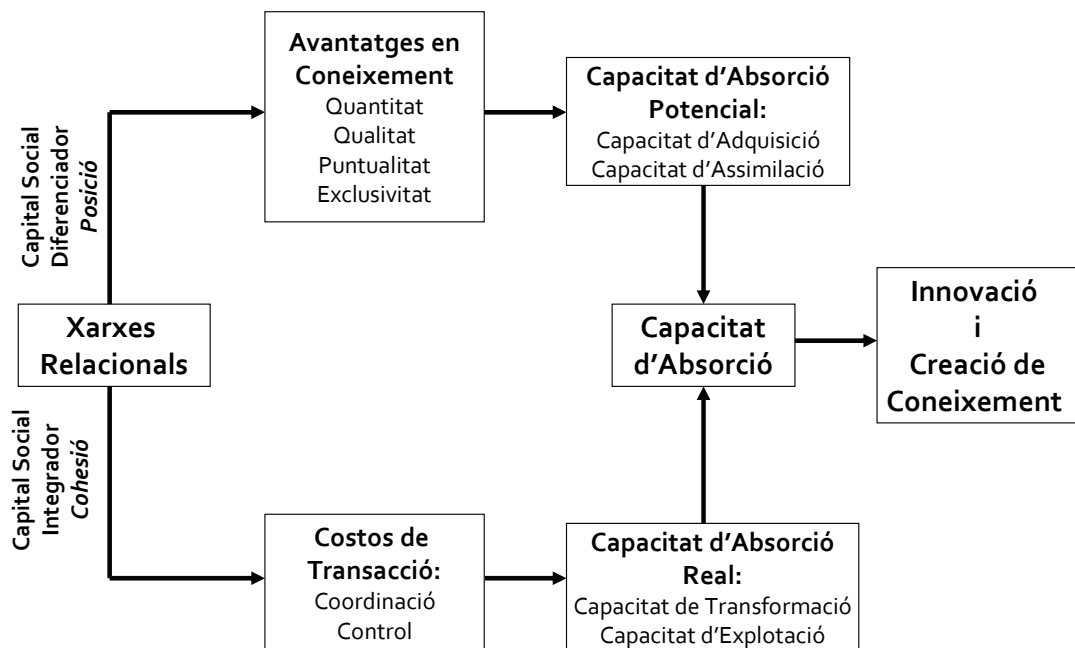 Avantatges en
Coneixement
Quantitat
Qualitat
Puntualitat
Exclusivitat
Capacitat d’Absorció
Potencial:
Capacitat d’Adquisició
Capacitat d’Assimilació
Capital Social
Diferenciador
Posició
Xarxes
Relacionals
Capacitat
d’Absorció
Innovació
i
Creació de
Coneixement
Capital Social
Integrador
Cohesió
Costos de
Transacció:
Coordinació
Control
Capacitat d’Absorció
Real:
Capacitat de Transformació
Capacitat d’Explotació